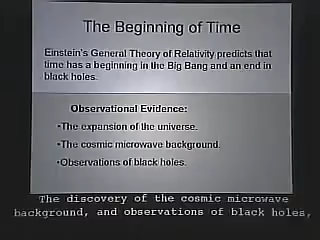 The Beginning of Time
Einstein's General Theory of Relativity predicts that
time has a beginning in the Big Bang and an end in
black holes.
Observational Evidence:
•The expansion of the universe.
•The cosmic microwave background.
•Observations of black holes.
The discovery of the cosmic microwave
background, and observations of black holes,